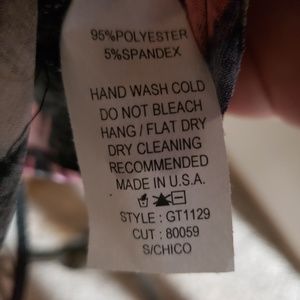 95%POLYESTER
5%SPANDEX
HAND WASH COLD
DO NOT BLEACH
HANG / FLAT DRY
DRY CLEANING
RECOMMENDED
MADE IN U.S.A.
STYLE : GT1129
CUT : 80059
S/CHICO